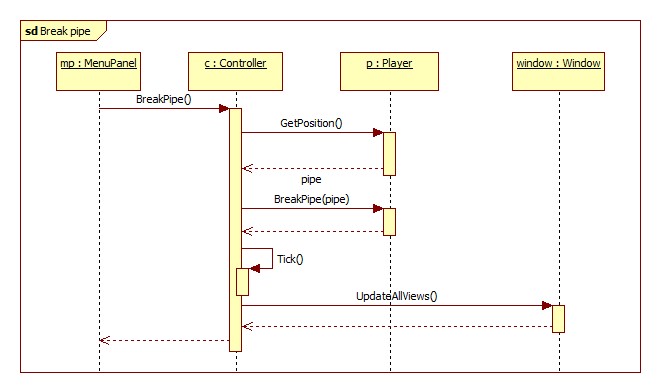 sd Break pipe
mp : MenuPanel
c : Controller
p : Player
window : Window
BreakPipe()
GetPosition()
pipe
BreakPipe(pipe)
Tick()
UpdateAllViews()